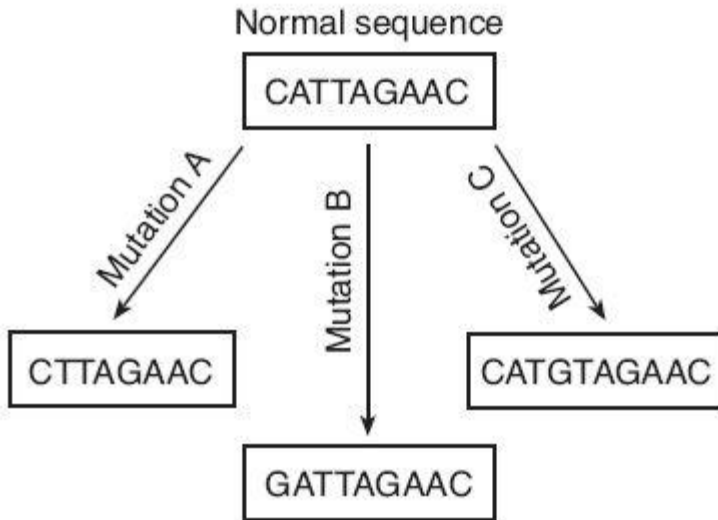 Normal sequence
CATTAGAAC
Mutation A
Mutation B
Mutation C
CTTAGAAC
CATGTAGAAC
GATTAGAAC